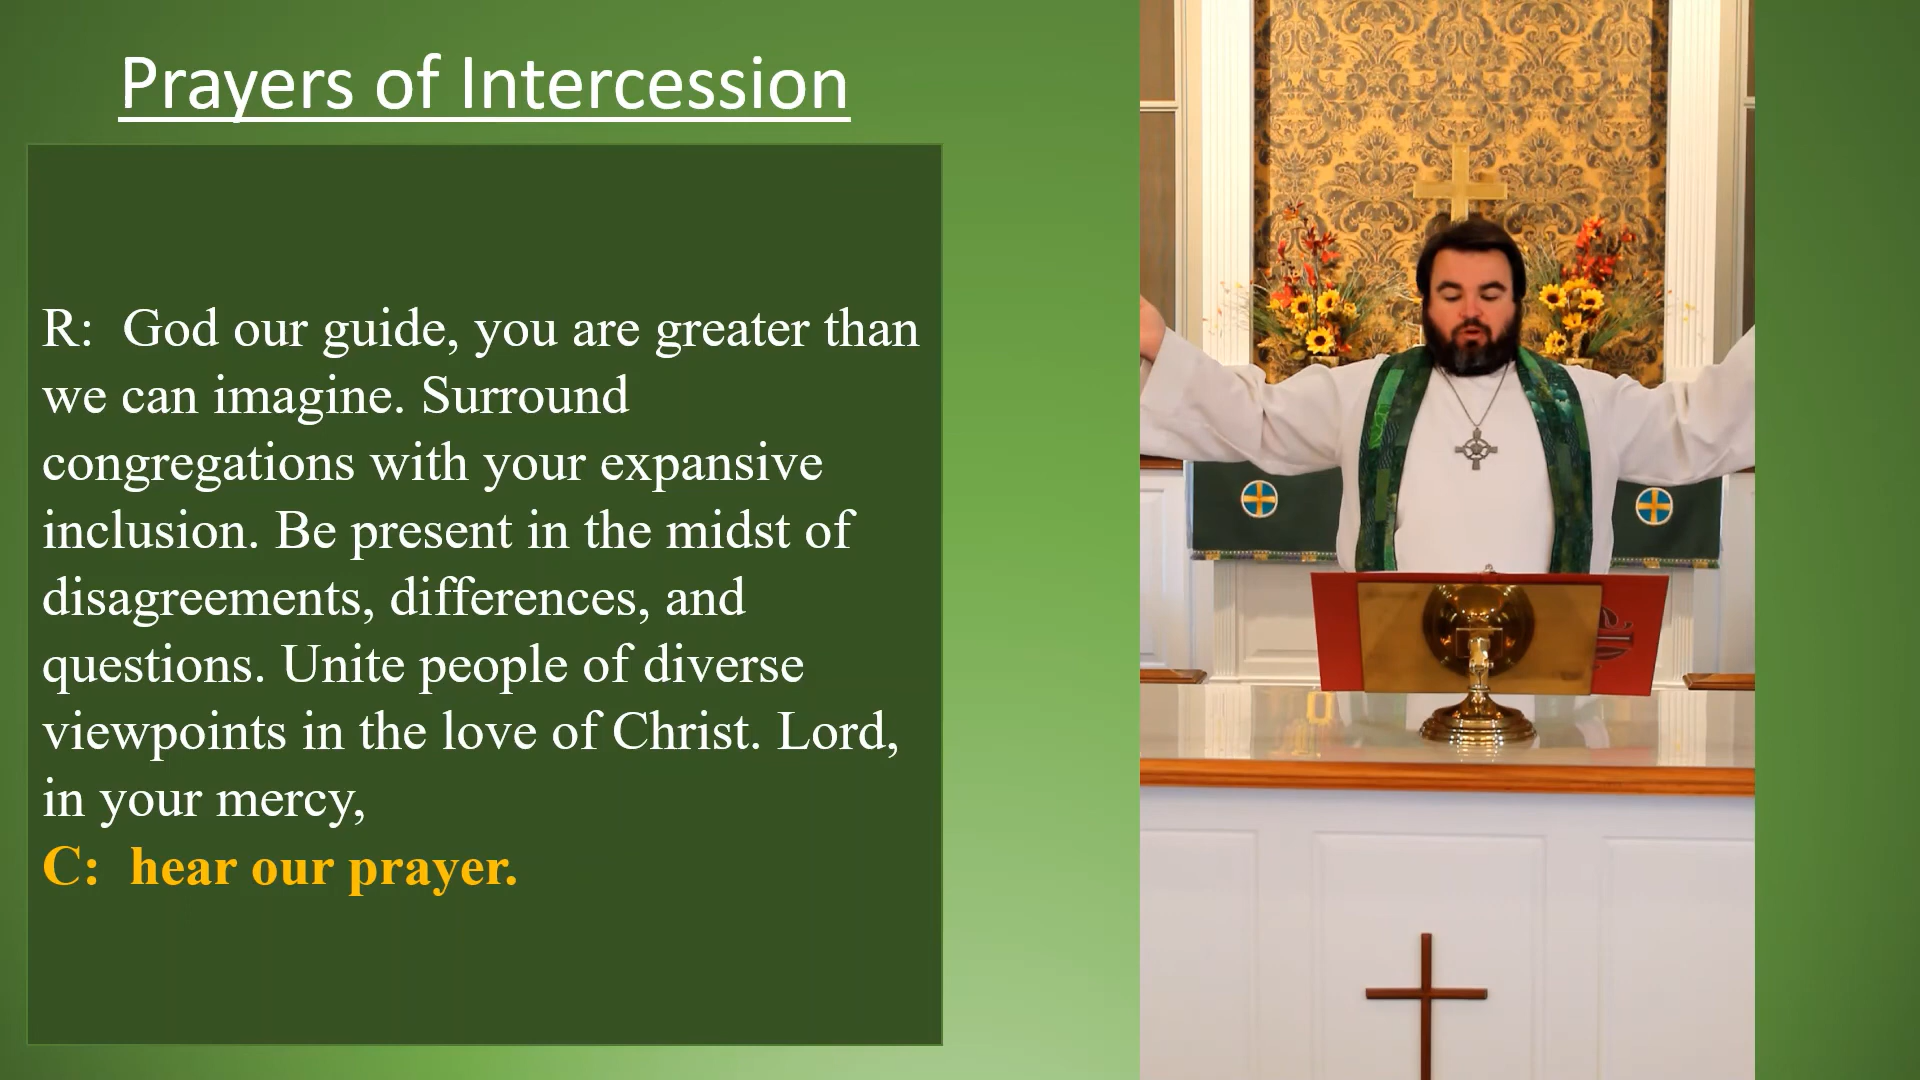 Prayers of Intercession
R:  God our guide, you are greater than
we can imagine. Surround
congregations with your expansive
inclusion. Be present in the midst of
disagreements, differences, and
questions. Unite people of diverse
viewpoints in the love of Christ. Lord,
in your mercy,
C:  hear our prayer.